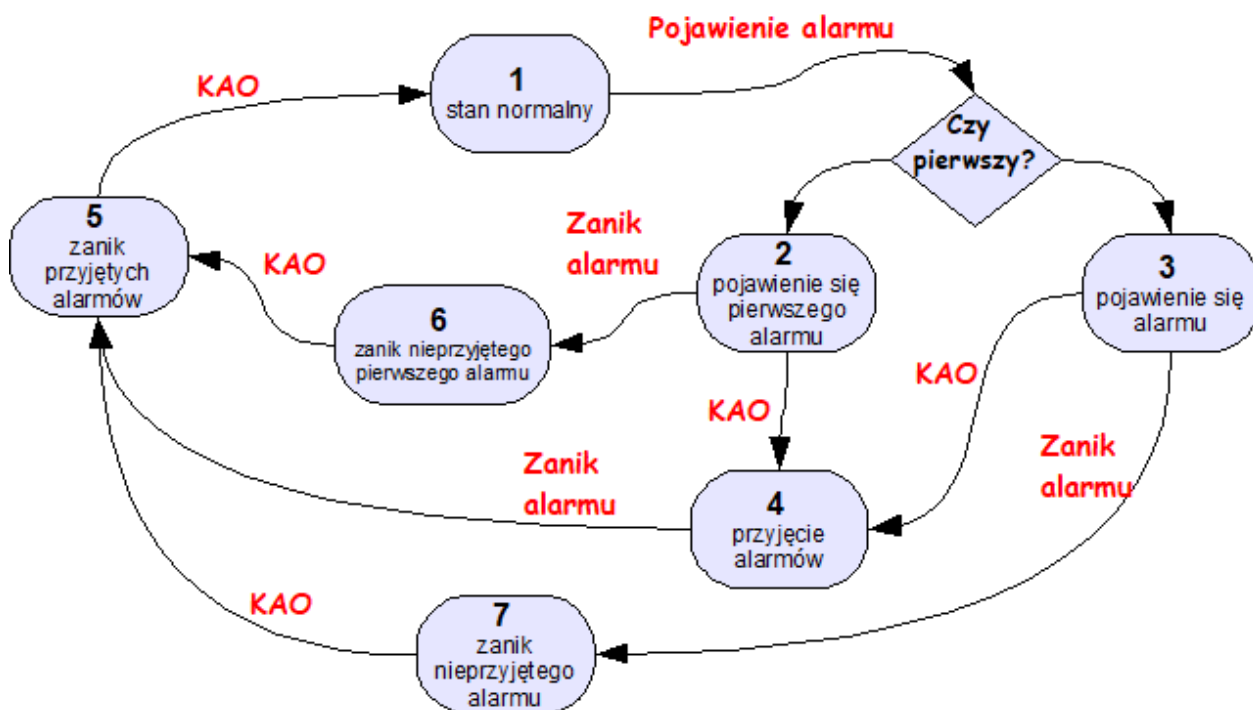 Pojawienie alarmu
KAO
1
stan normalny
Czy
pierwszy?
5
zanik
przyjętych
alarmów
KAO
Zanik
alarmu
2
pojawienie się
pierwszego
alarmu
3
pojawienie się
alarmu
6
zanik nieprzyjętego
pierwszego alarmu
KAO
KAO
Zanik
alarmu
Zanik
alarmu
4
przyjęcie
alarmów
KAO
7
zanik
nieprzyjętego
alarmu